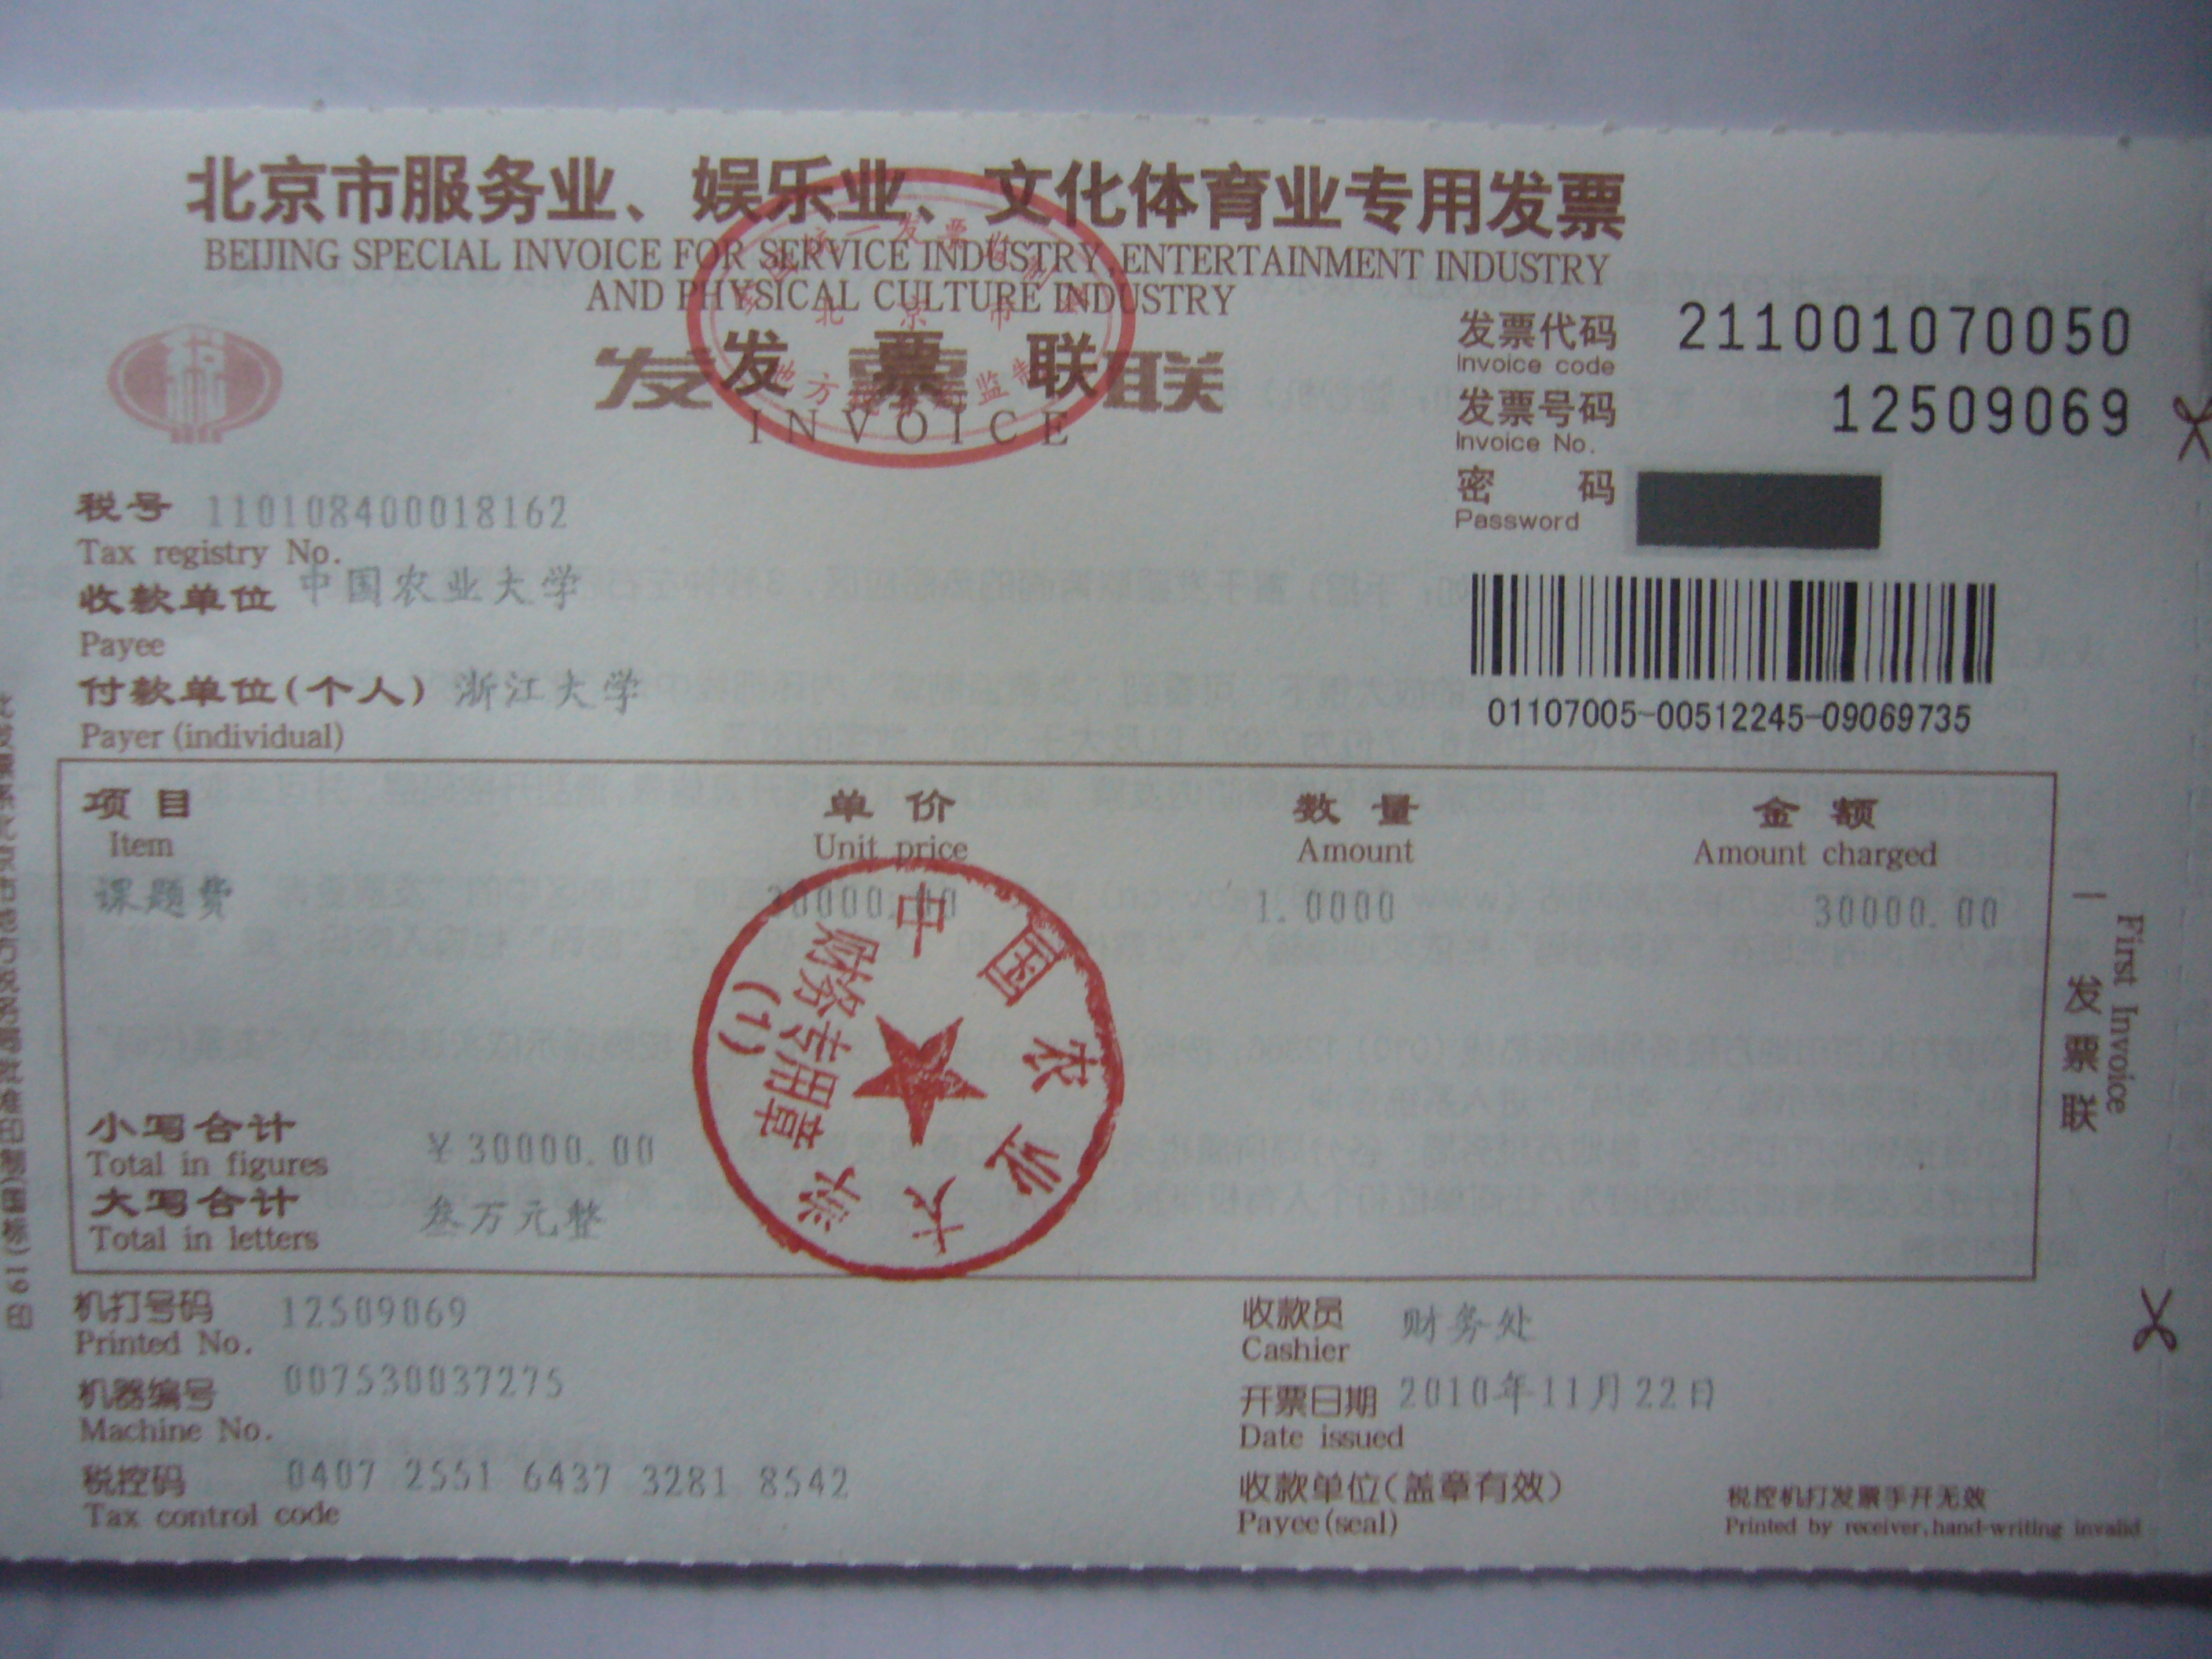 北京市服务业、娱乐业、文化体育业专用发票
BEIJING SPECIAL INVOICE FOR SERVICE INDUSTRY,ENTERTAINMENT INDUSTRY
AND PHYSICAL CULTURE INDUSTRY
发票联
发票联
INVOICE
北京市
发票代码 211001070050
Invoice code
发票号码 12509069
Invoice No.
密码
Password
税号 110108400018162
Tax registry No.
收款单位 中国农业大学
Payee
付款单位(个人) 浙江大学
Payer (individual)
01107005-00512245-09069735
项目 单价 数量 金额
Item Unit price Amount Amount charged
课题费 30000.00 1.0000 30000.00
中国农业大学
财务专用章
(1)
小写合计 ¥30000.00
Total in figures
大写合计 叁万元整
Total in letters
一 发票联
First Invoice
机打号码 12509069
Printed No.
机器编号 007530037275
Machine No.
税控码 0407 2551 6437 3281 8542
Tax control code
收款员 财务处
Cashier
开票日期 2010年11月22日
Date issued
收款单位(盖章有效)
Payee (seal)
税控机打发票手开无效
Printed by receiver,hand-writing invalid